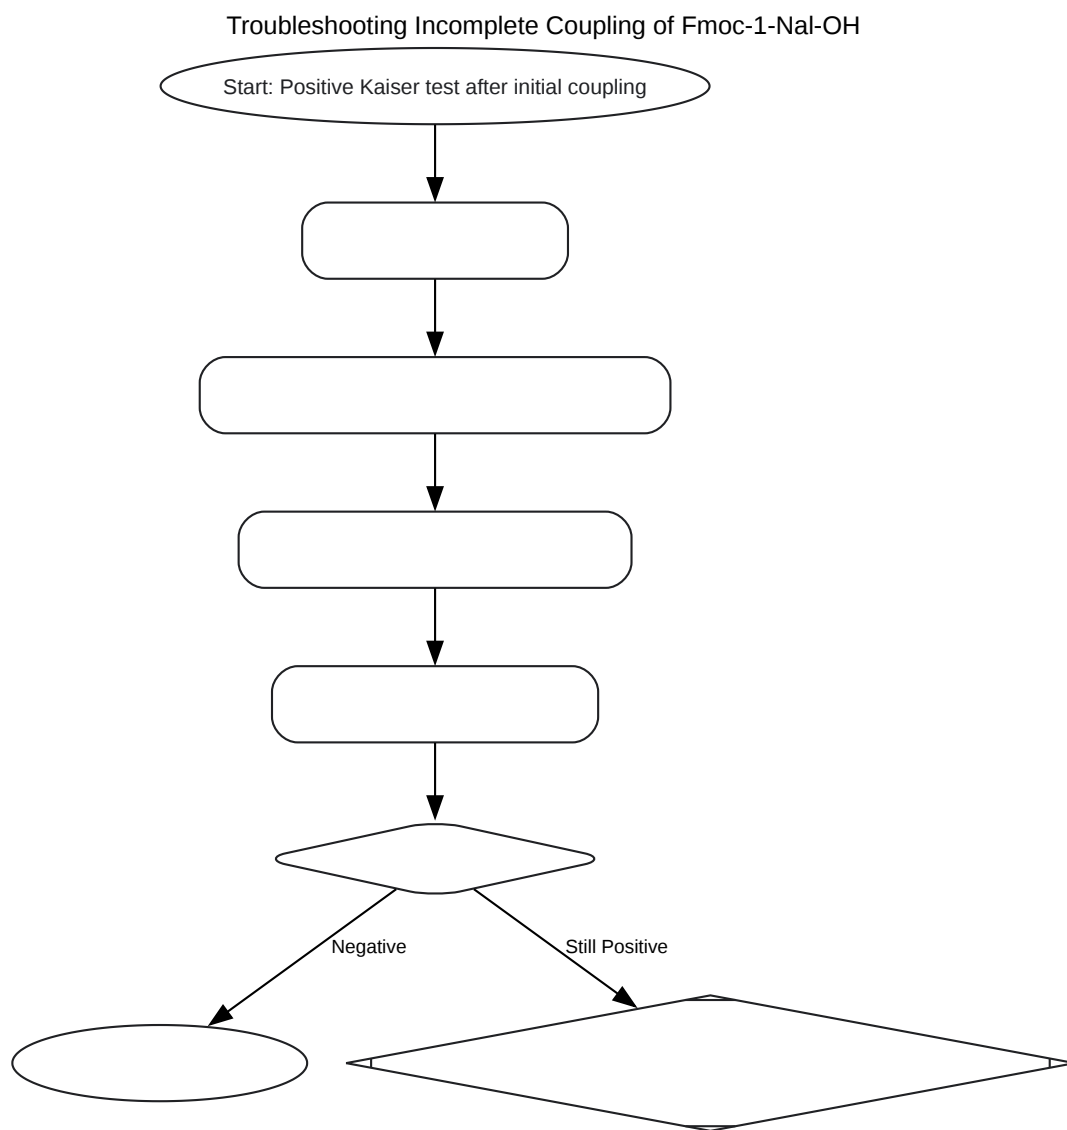 Troubleshooting Incomplete Coupling of Fmoc-1-Nal-OH
Start: Positive Kaiser test after initial coupling
Negative
Still Positive